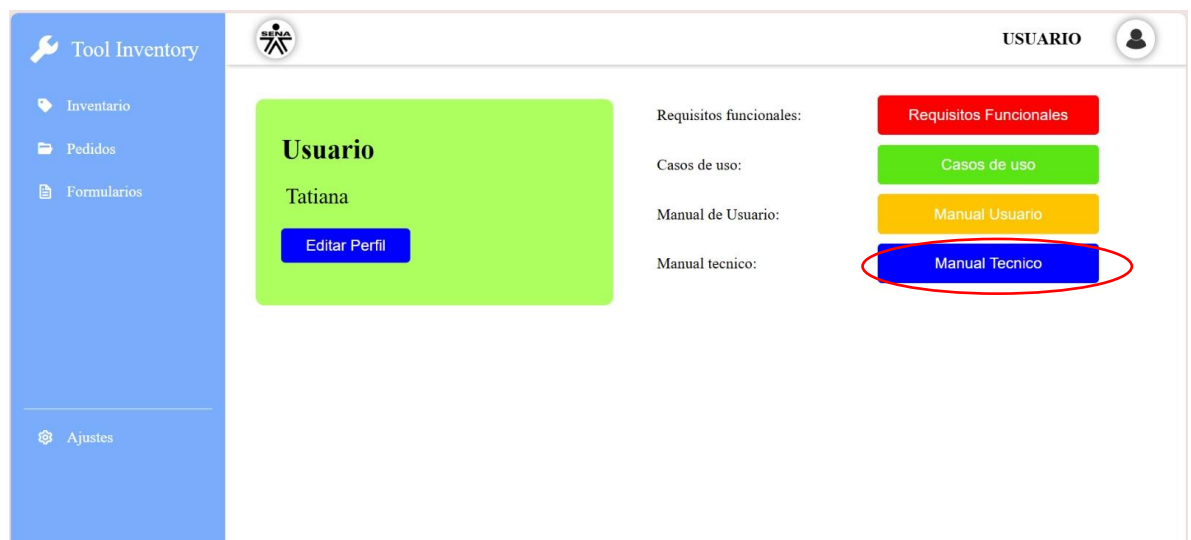 Tool Inventory
Inventario
Pedidos
Formularios
Ajustes
SENA
USUARIO
Usuario
Tatiana
Editar Perfil
Requisitos funcionales: Requisitos Funcionales
Casos de uso: Casos de uso
Manual de Usuario: Manual Usuario
Manual tecnico: Manual Tecnico